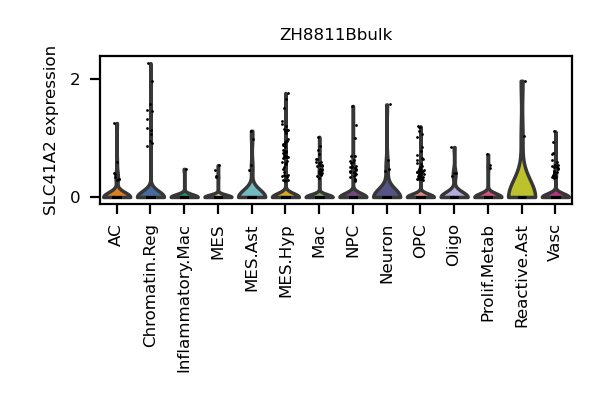 ZH8811Bbulk
SLC41A2 expression
2
0
AC
Chromatin.Reg
Inflammatory.Mac
MES
MES.Ast
MES.Hyp
Mac
NPC
Neuron
OPC
Oligo
Prolif.Metab
Reactive.Ast
Vasc